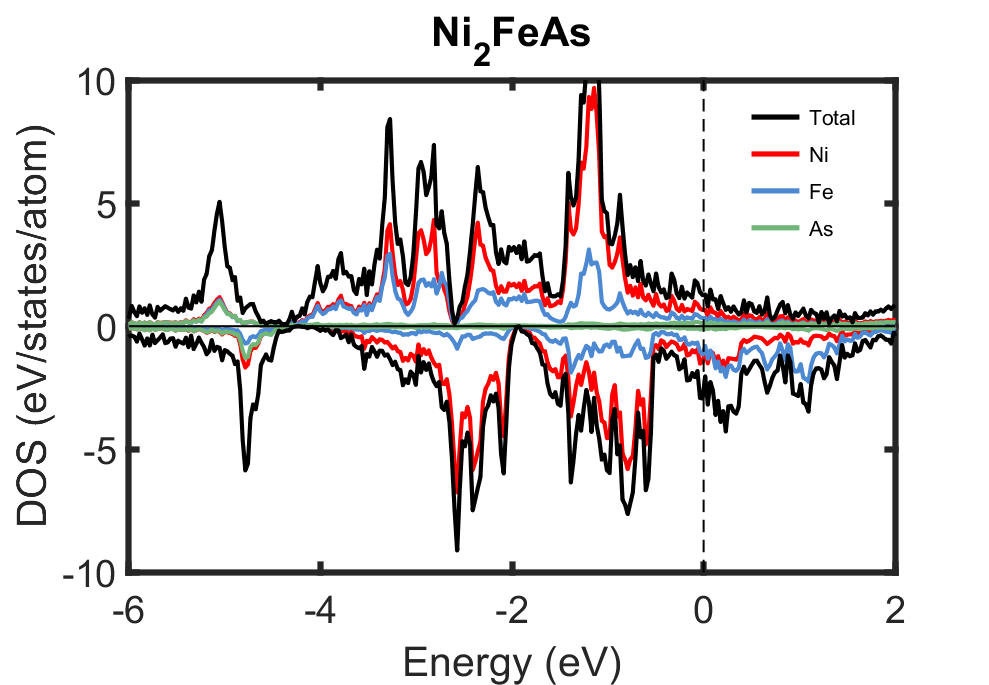 Ni2FeAs
10
5
0
-5
-10
DOS (eV/states/atom)
Total
Ni
Fe
As
-6
-4
-2
0
2
Energy (eV)